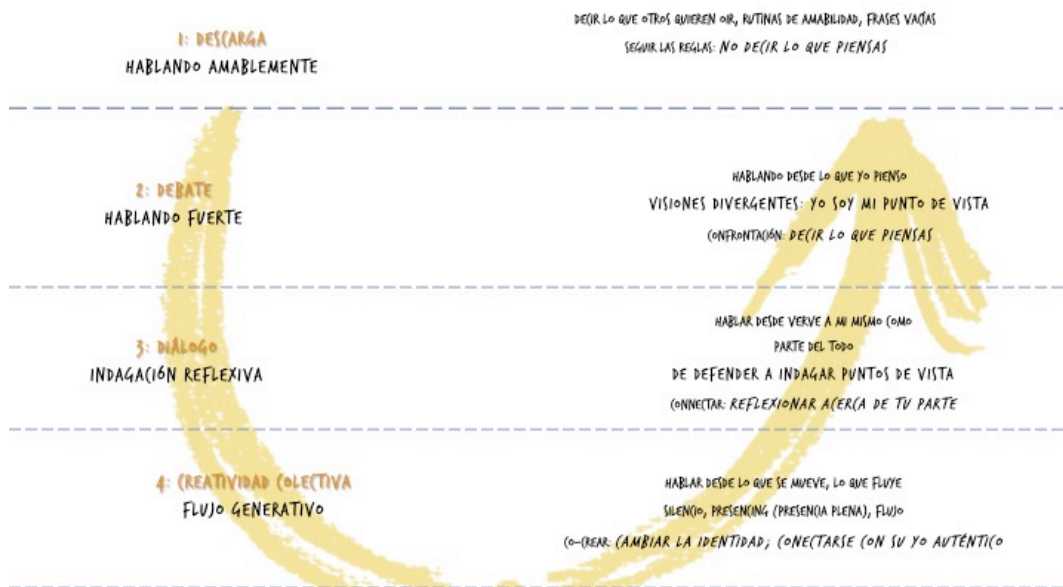 1: DESCARGA
HABLANDO AMABLEMENTE
DECIR LO QUE OTROS QUIEREN OIR, RUTINAS DE AMABILIDAD, FRASES VACÍAS
SEGUIR LAS REGLAS: NO DECIR LO QUE PIENSAS
2: DEBATE
HABLANDO FUERTE
HABLANDO DESDE LO QUE YO PIENSO
VISIONES DIVERGENTES: YO SOY MI PUNTO DE VISTA
CONFRONTACIÓN: DECIR LO QUE PIENSAS
3: DIÁLOGO
INDAGACIÓN REFLEXIVA
HABLAR DESDE VERVE A MI MISMO COMO
PARTE DEL TODO
DE DEFENDER A INDAGAR PUNTOS DE VISTA
CONNECTAR: REFLEXIONAR ACERCA DE TU PARTE
4: CREATIVIDAD COLECTIVA
FLUJO GENERATIVO
HABLAR DESDE LO QUE SE MUEVE, LO QUE FLUYE
SILENCIO, PRESENCING (PRESENCIA PLENA), FLUJO
CO-CREAR: CAMBIAR LA IDENTIDAD; CONECTARSE CON SU YO AUTÉNTICO